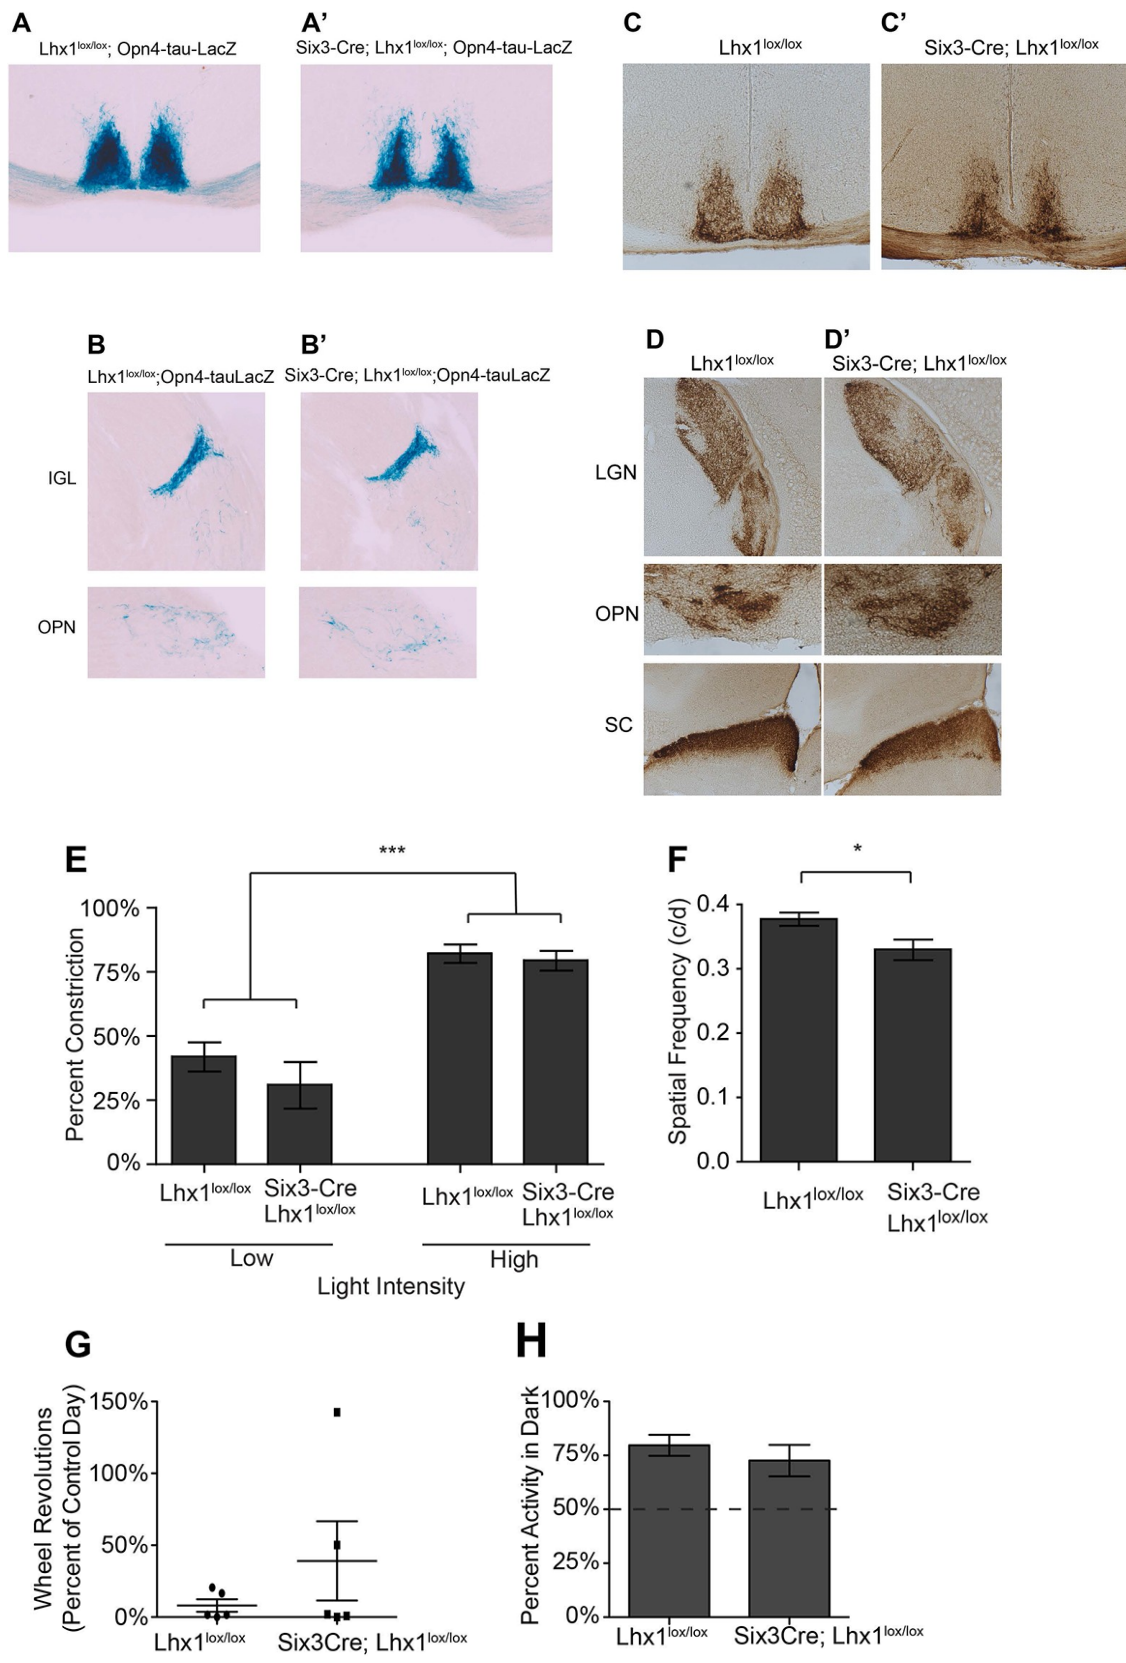 A
Lhx1lox/lox; Opn4-tau-LacZ
A’
Six3-Cre; Lhx1lox/lox; Opn4-tau-LacZ
C
Lhx1lox/lox
C’
Six3-Cre; Lhx1lox/lox
B
Lhx1lox/lox;Opn4-tauLacZ
B’
Six3-Cre; Lhx1lox/lox;Opn4-tauLacZ
IGL
OPN
D
Lhx1lox/lox
D’
Six3-Cre; Lhx1lox/lox
LGN
OPN
SC
E
***
Percent Constriction
100%
75%
50%
25%
0%
Lhx1lox/lox
Six3-Cre
Lhx1lox/lox
Lhx1lox/lox
Six3-Cre
Lhx1lox/lox
Low
High
Light Intensity
F
*
Spatial Frequency (c/d)
0.4
0.3
0.2
0.1
0.0
Lhx1lox/lox
Six3-Cre
Lhx1lox/lox
G
Wheel Revolutions
(Percent of Control Day)
150%
100%
50%
0%
Lhx1lox/lox
Six3Cre; Lhx1lox/lox
H
Percent Activity in Dark
100%
75%
50%
25%
0%
Lhx1lox/lox
Six3Cre; Lhx1lox/lox